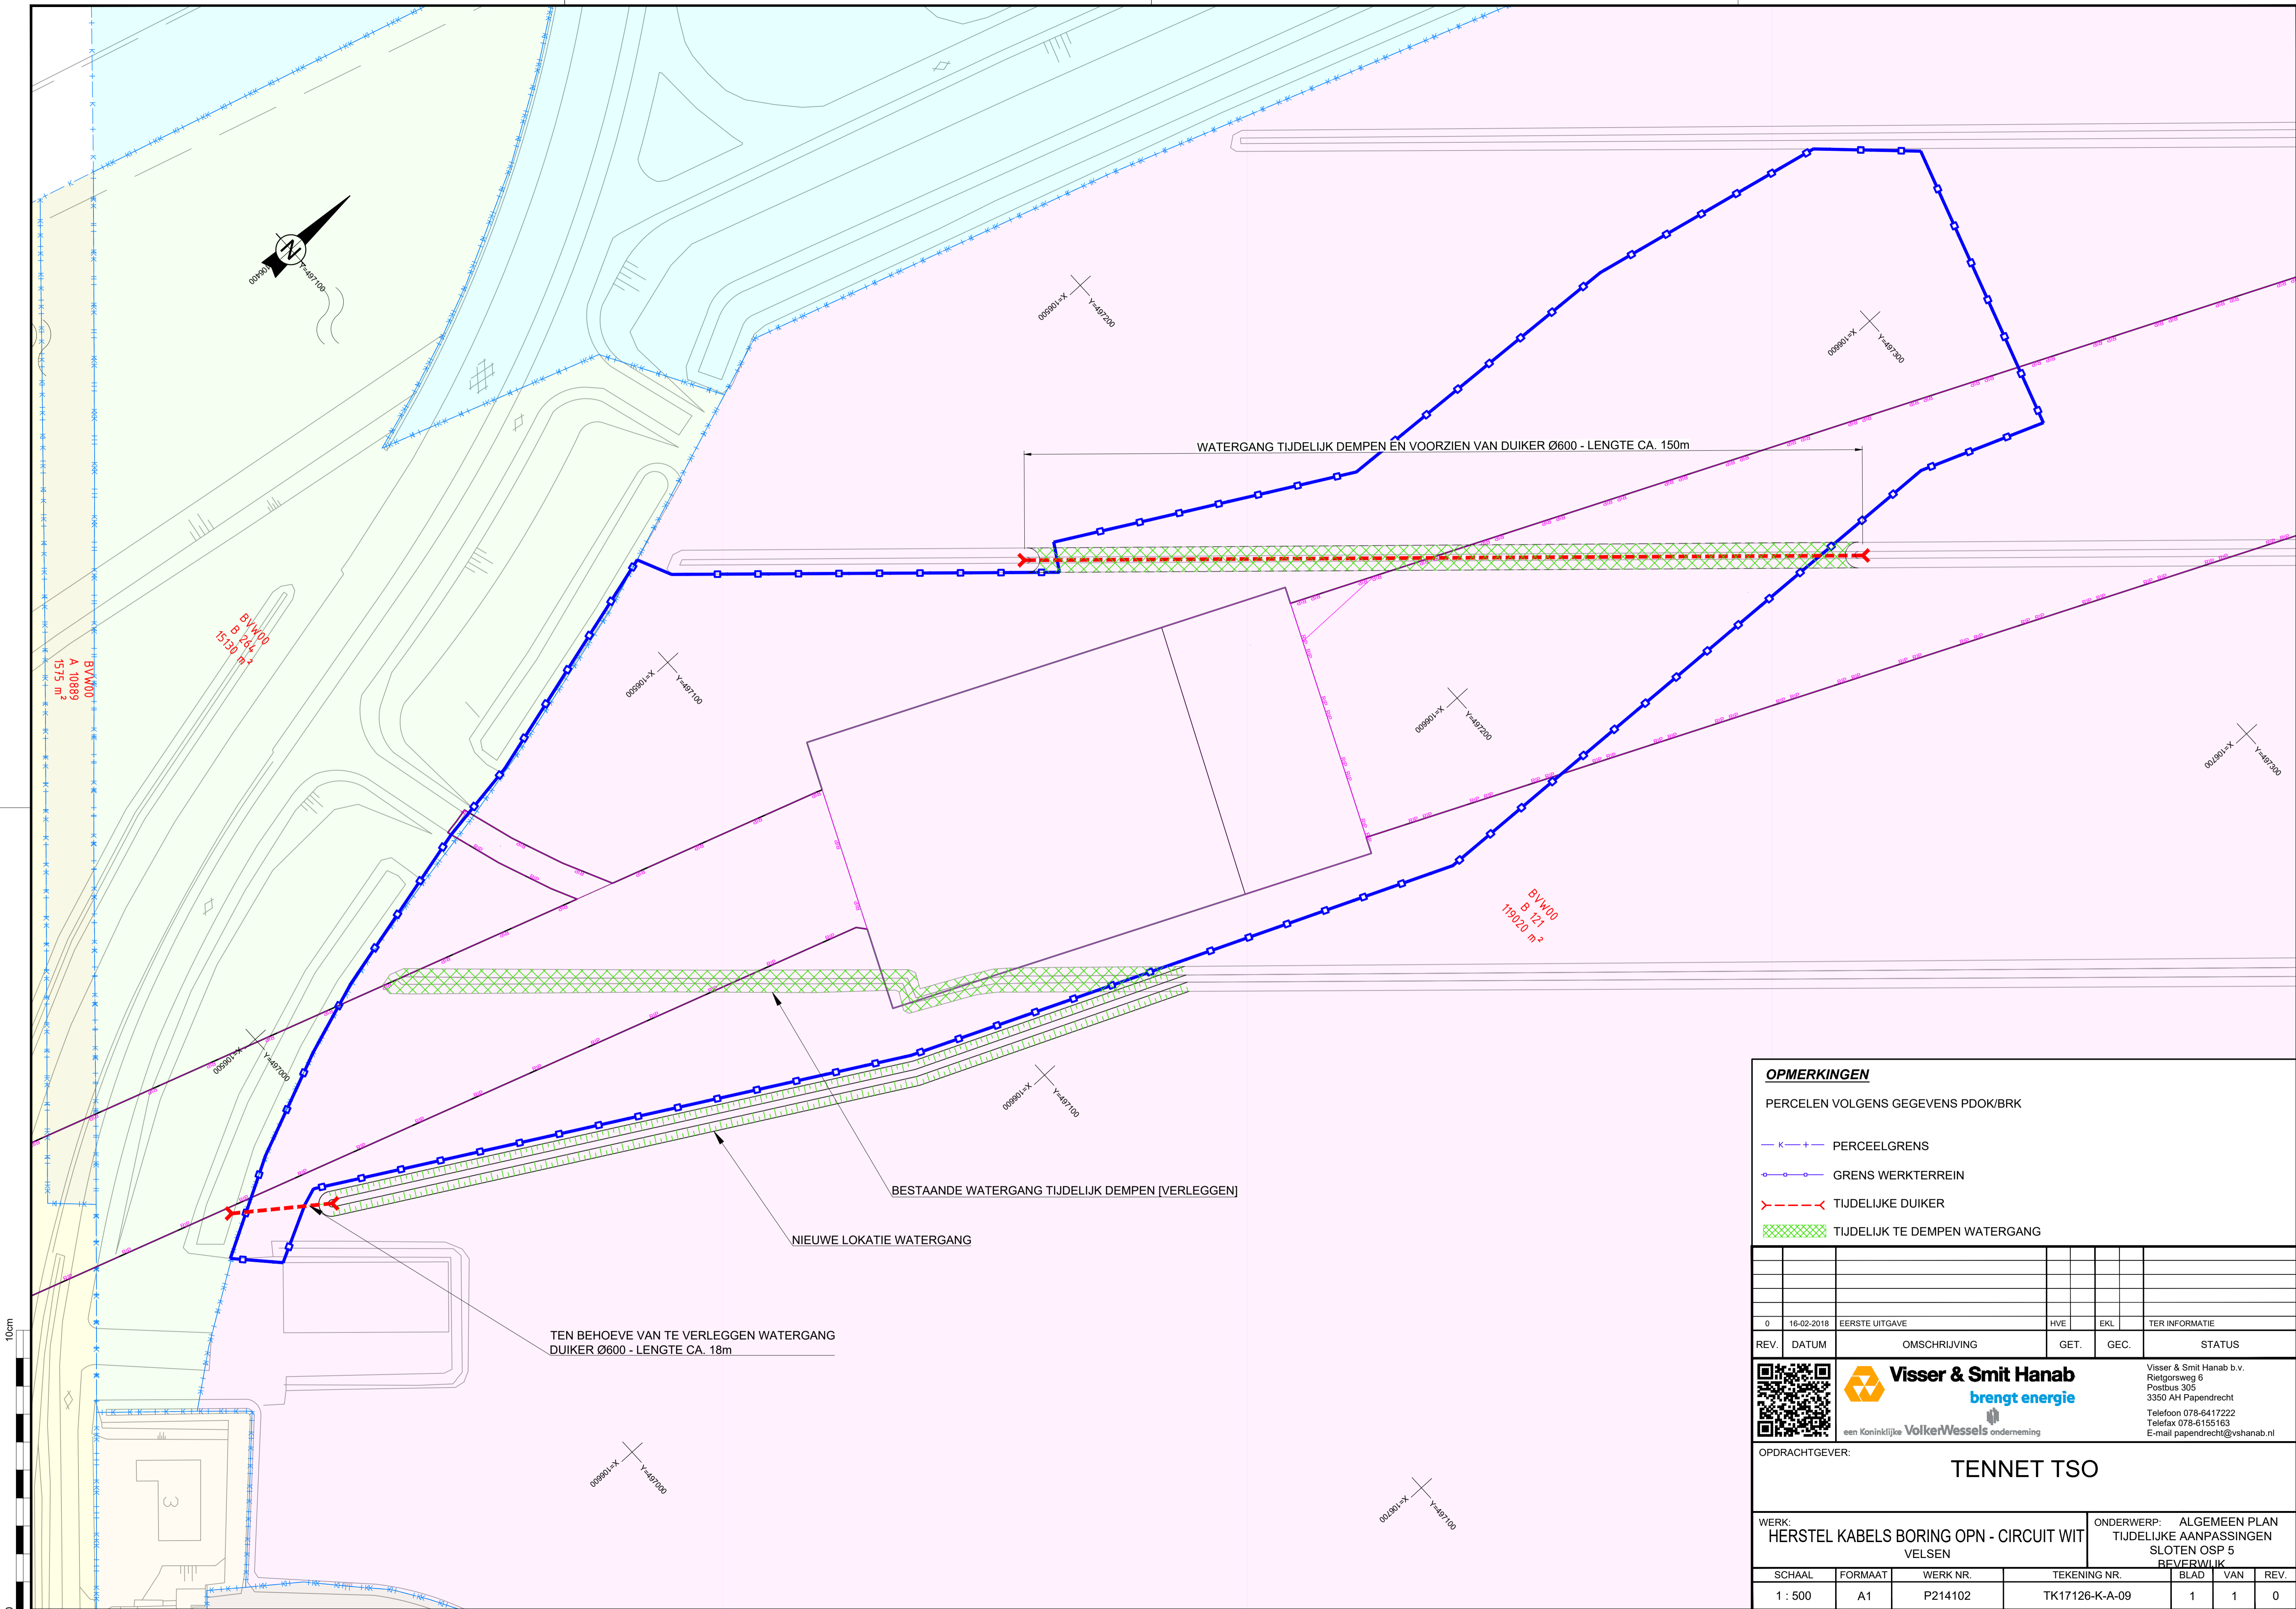 X=106400
Y=497100
N
X=106500
Y=497200
X=106600
Y=497300
WATERGANG TIJDELIJK DEMPEN EN VOORZIEN VAN DUIKER Ø600 - LENGTE CA. 150m
BVW00
B 264
15130 m²
BVW00
A 10889
1575 m²
X=106500
Y=497100
X=106600
Y=497200
X=106700
Y=497300
BVW00
B 121
119020 m²
X=106500
Y=497000
X=106600
Y=497100
BESTAANDE WATERGANG TIJDELIJK DEMPEN [VERLEGGEN]
NIEUWE LOKATIE WATERGANG
TEN BEHOEVE VAN TE VERLEGGEN WATERGANG
DUIKER Ø600 - LENGTE CA. 18m
X=106600
Y=497000
X=106700
Y=497100
3
10cm
0
OPMERKINGEN
PERCELEN VOLGENS GEGEVENS PDOK/BRK
K + PERCEELGRENS
GRENS WERKTERREIN
TIJDELIJKE DUIKER
TIJDELIJK TE DEMPEN WATERGANG
0 16-02-2018 EERSTE UITGAVE HVE EKL TER INFORMATIE
REV. DATUM OMSCHRIJVING GET. GEC. STATUS
Visser & Smit Hanab
brengt energie
een Koninklijke VolkerWessels onderneming
Visser & Smit Hanab b.v.
Rietgorsweg 6
Postbus 305
3350 AH Papendrecht
Telefoon 078-6417222
Telefax 078-6155163
E-mail papendrecht@vshanab.nl
OPDRACHTGEVER:
TENNET TSO
WERK:
HERSTEL KABELS BORING OPN - CIRCUIT WIT
VELSEN
ONDERWERP: ALGEMEEN PLAN
TIJDELIJKE AANPASSINGEN
SLOTEN OSP 5
BEVERWIJK
SCHAAL FORMAAT WERK NR. TEKENING NR. BLAD VAN REV.
1 : 500 A1 P214102 TK17126-K-A-09 1 1 0